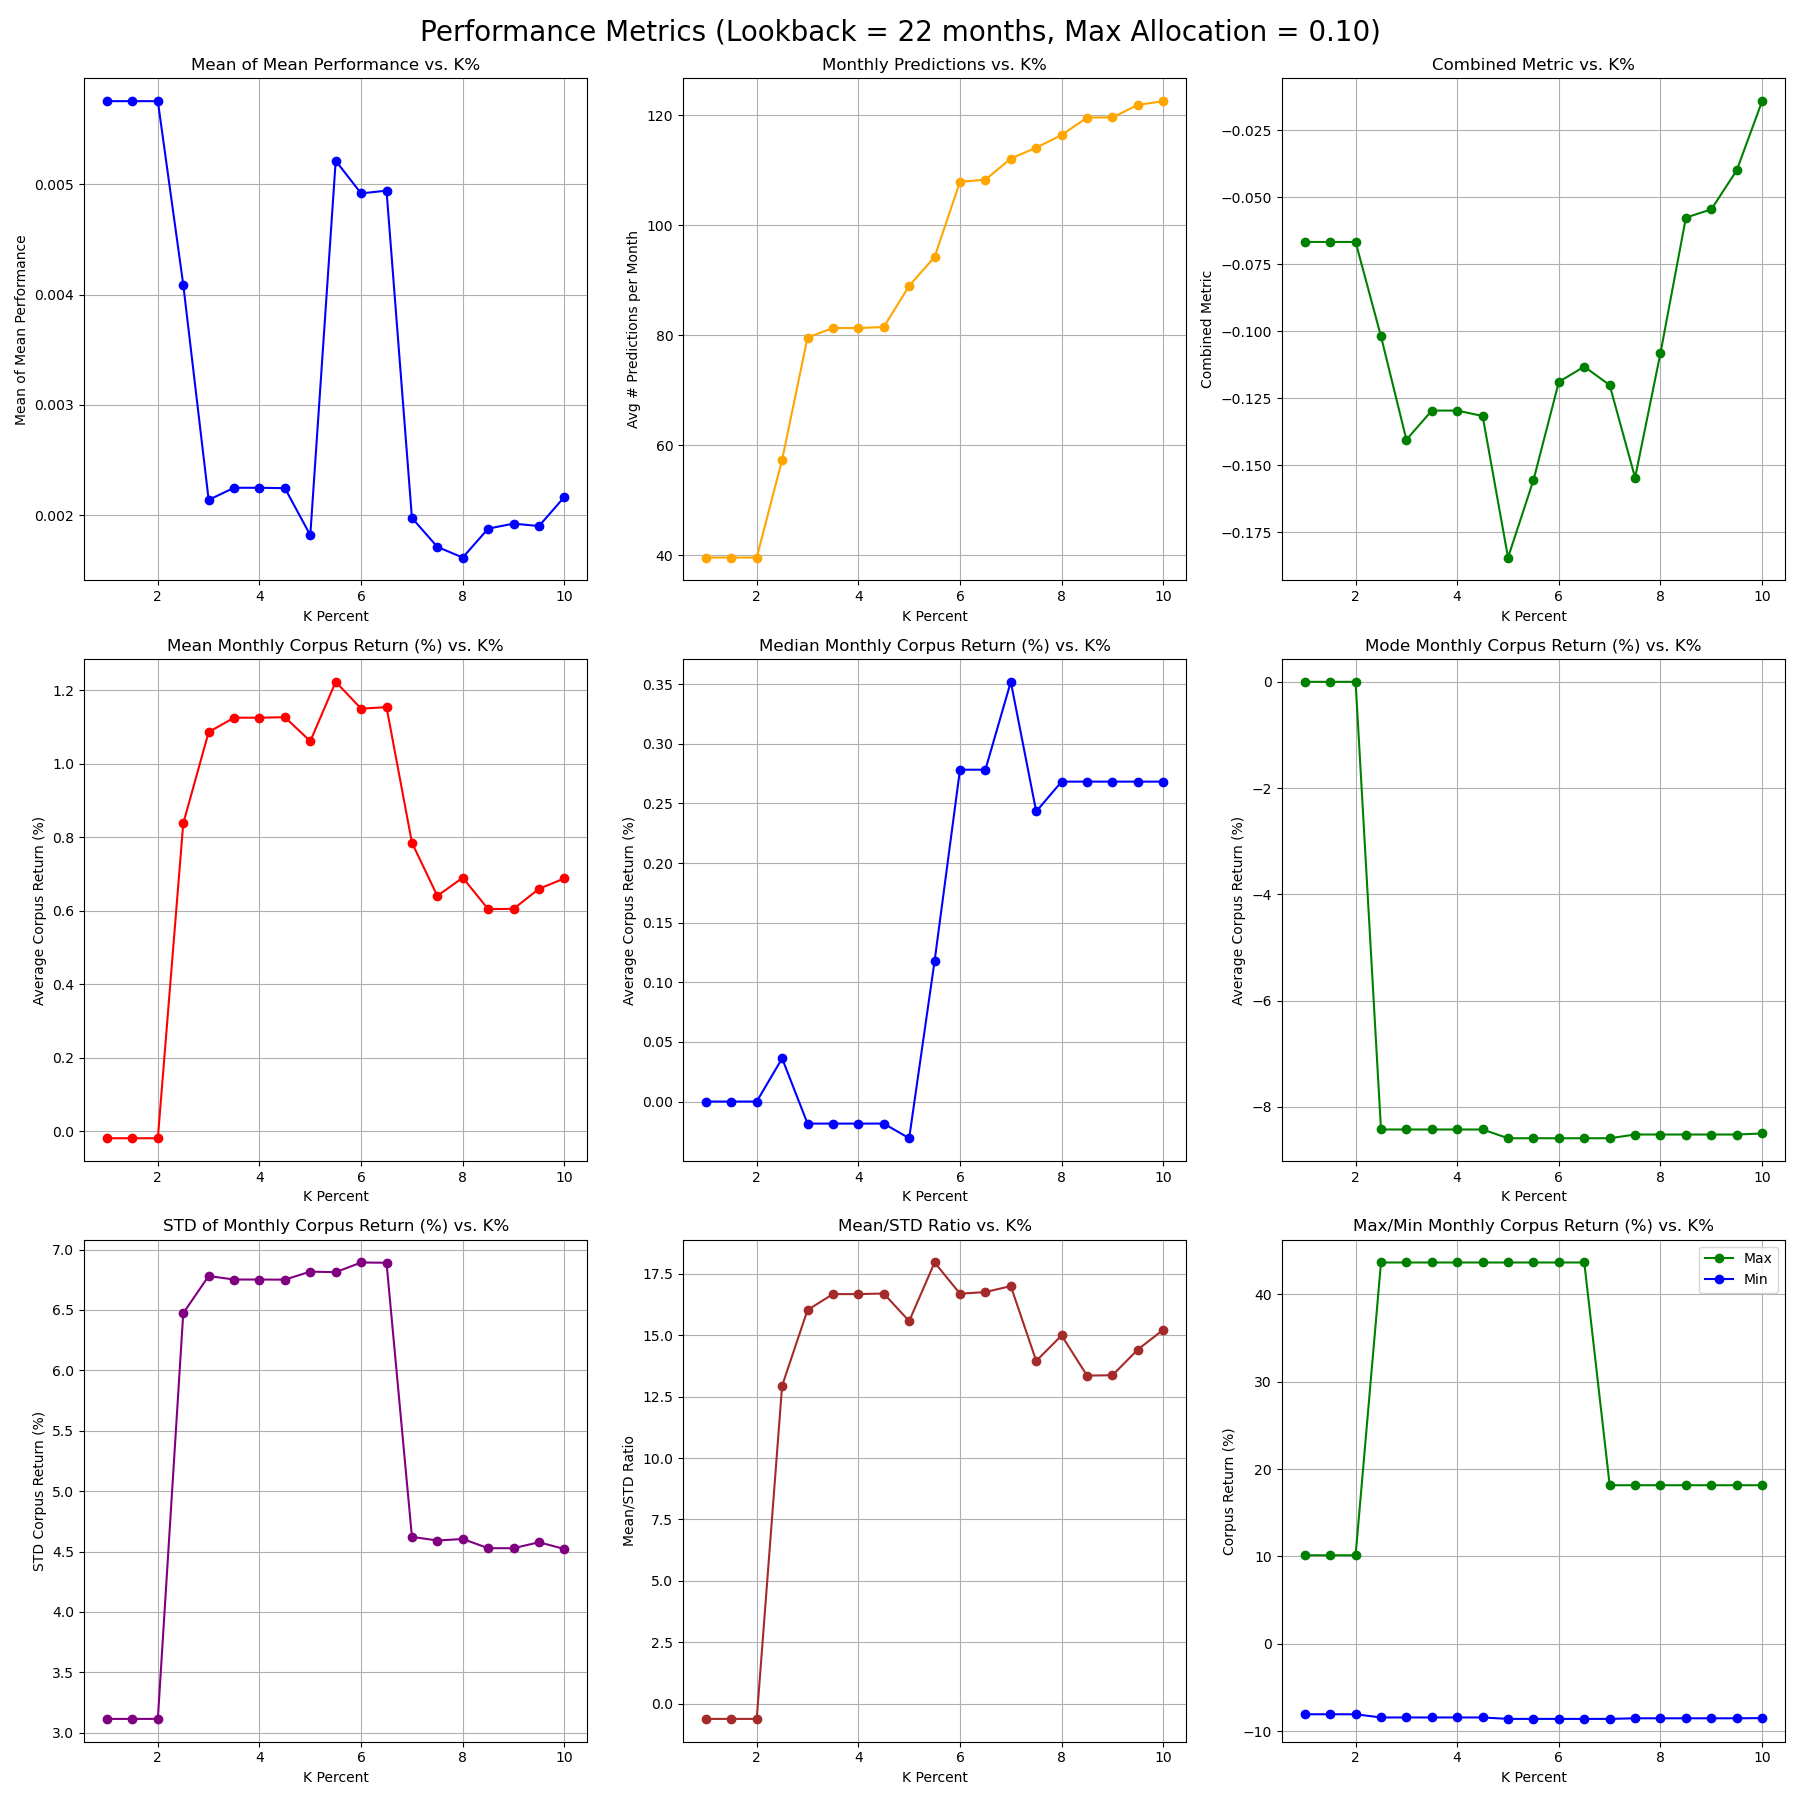 Performance Metrics (Lookback = 22 months, Max Allocation = 0.10)
Mean of Mean Performance vs. K%
Mean of Mean Performance
0.005
0.004
0.003
0.002
2 4 6 8 10
K Percent
Monthly Predictions vs. K%
Avg # Predictions per Month
120
100
80
60
40
2 4 6 8 10
K Percent
Combined Metric vs. K%
Combined Metric
−0.025
−0.050
−0.075
−0.100
−0.125
−0.150
−0.175
2 4 6 8 10
K Percent
Mean Monthly Corpus Return (%) vs. K%
Average Corpus Return (%)
1.2
1.0
0.8
0.6
0.4
0.2
0.0
2 4 6 8 10
K Percent
Median Monthly Corpus Return (%) vs. K%
Average Corpus Return (%)
0.35
0.30
0.25
0.20
0.15
0.10
0.05
0.00
2 4 6 8 10
K Percent
Mode Monthly Corpus Return (%) vs. K%
Average Corpus Return (%)
0
−2
−4
−6
−8
2 4 6 8 10
K Percent
STD of Monthly Corpus Return (%) vs. K%
STD Corpus Return (%)
7.0
6.5
6.0
5.5
5.0
4.5
4.0
3.5
3.0
2 4 6 8 10
K Percent
Mean/STD Ratio vs. K%
Mean/STD Ratio
17.5
15.0
12.5
10.0
7.5
5.0
2.5
0.0
2 4 6 8 10
K Percent
Max/Min Monthly Corpus Return (%) vs. K%
Corpus Return (%)
Max
Min
40
30
20
10
0
−10
2 4 6 8 10
K Percent